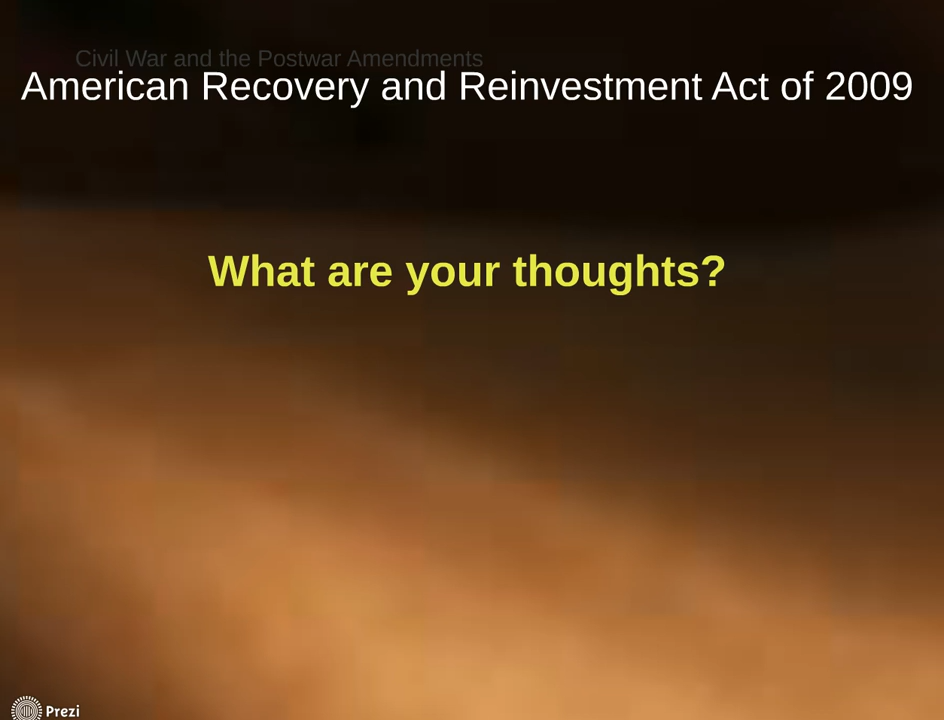 Civil War and the Postwar Amendments
American Recovery and Reinvestment Act of 2009
What are your thoughts?
Prezi